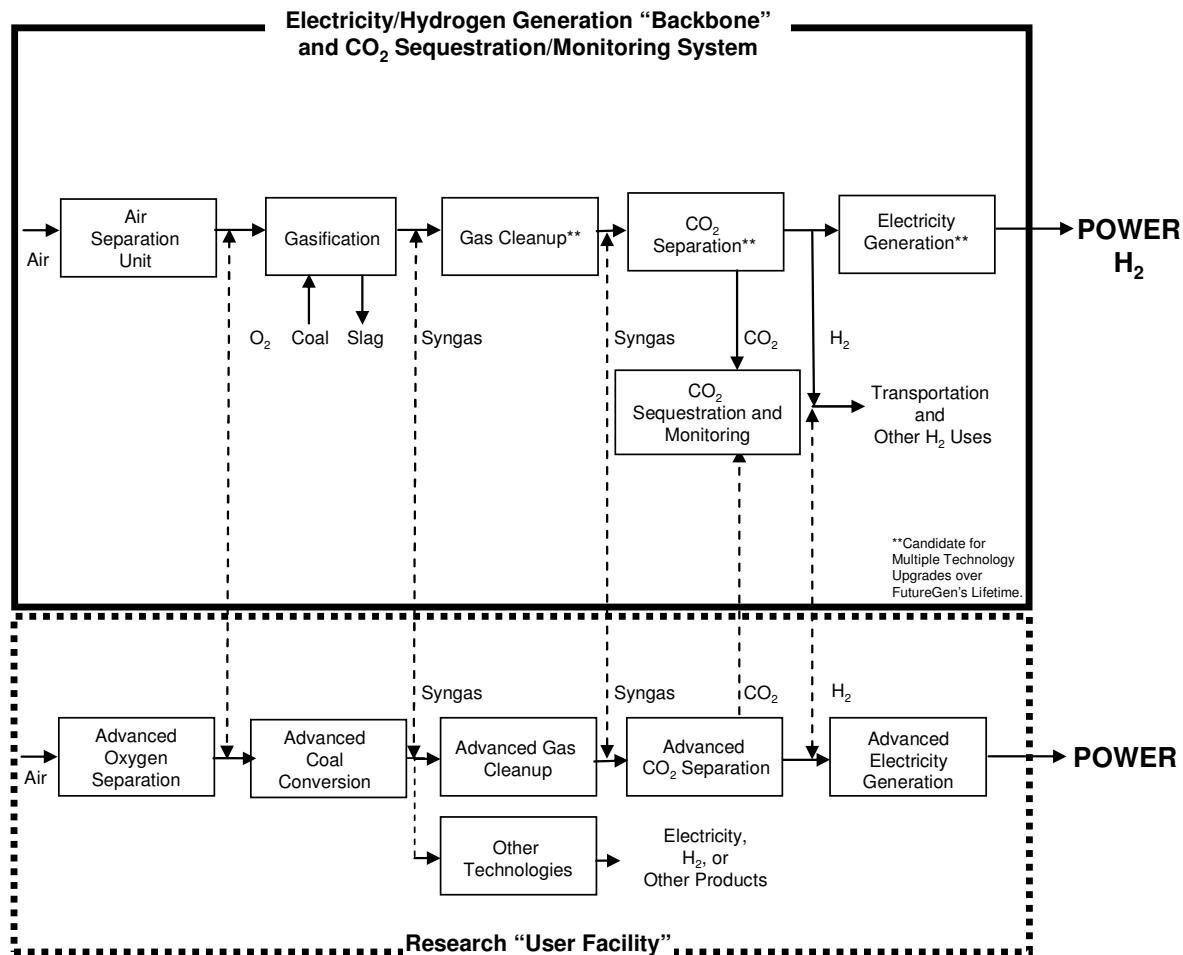 Electricity/Hydrogen Generation “Backbone”
and CO₂ Sequestration/Monitoring System
Air
Air
Separation
Unit
Gasification
Gas Cleanup**
CO₂
Separation**
Electricity
Generation**
POWER
H₂
O₂
Coal
Slag
Syngas
Syngas
CO₂
H₂
CO₂
Sequestration and
Monitoring
Transportation
and
Other H₂ Uses
**Candidate for
Multiple Technology
Upgrades over
FutureGen's Lifetime.
Syngas
Syngas
CO₂
H₂
Air
Advanced
Oxygen
Separation
Advanced
Coal
Conversion
Advanced Gas
Cleanup
Advanced
CO₂ Separation
Advanced
Electricity
Generation
POWER
Other
Technologies
Electricity,
H₂, or
Other Products
Research “User Facility”